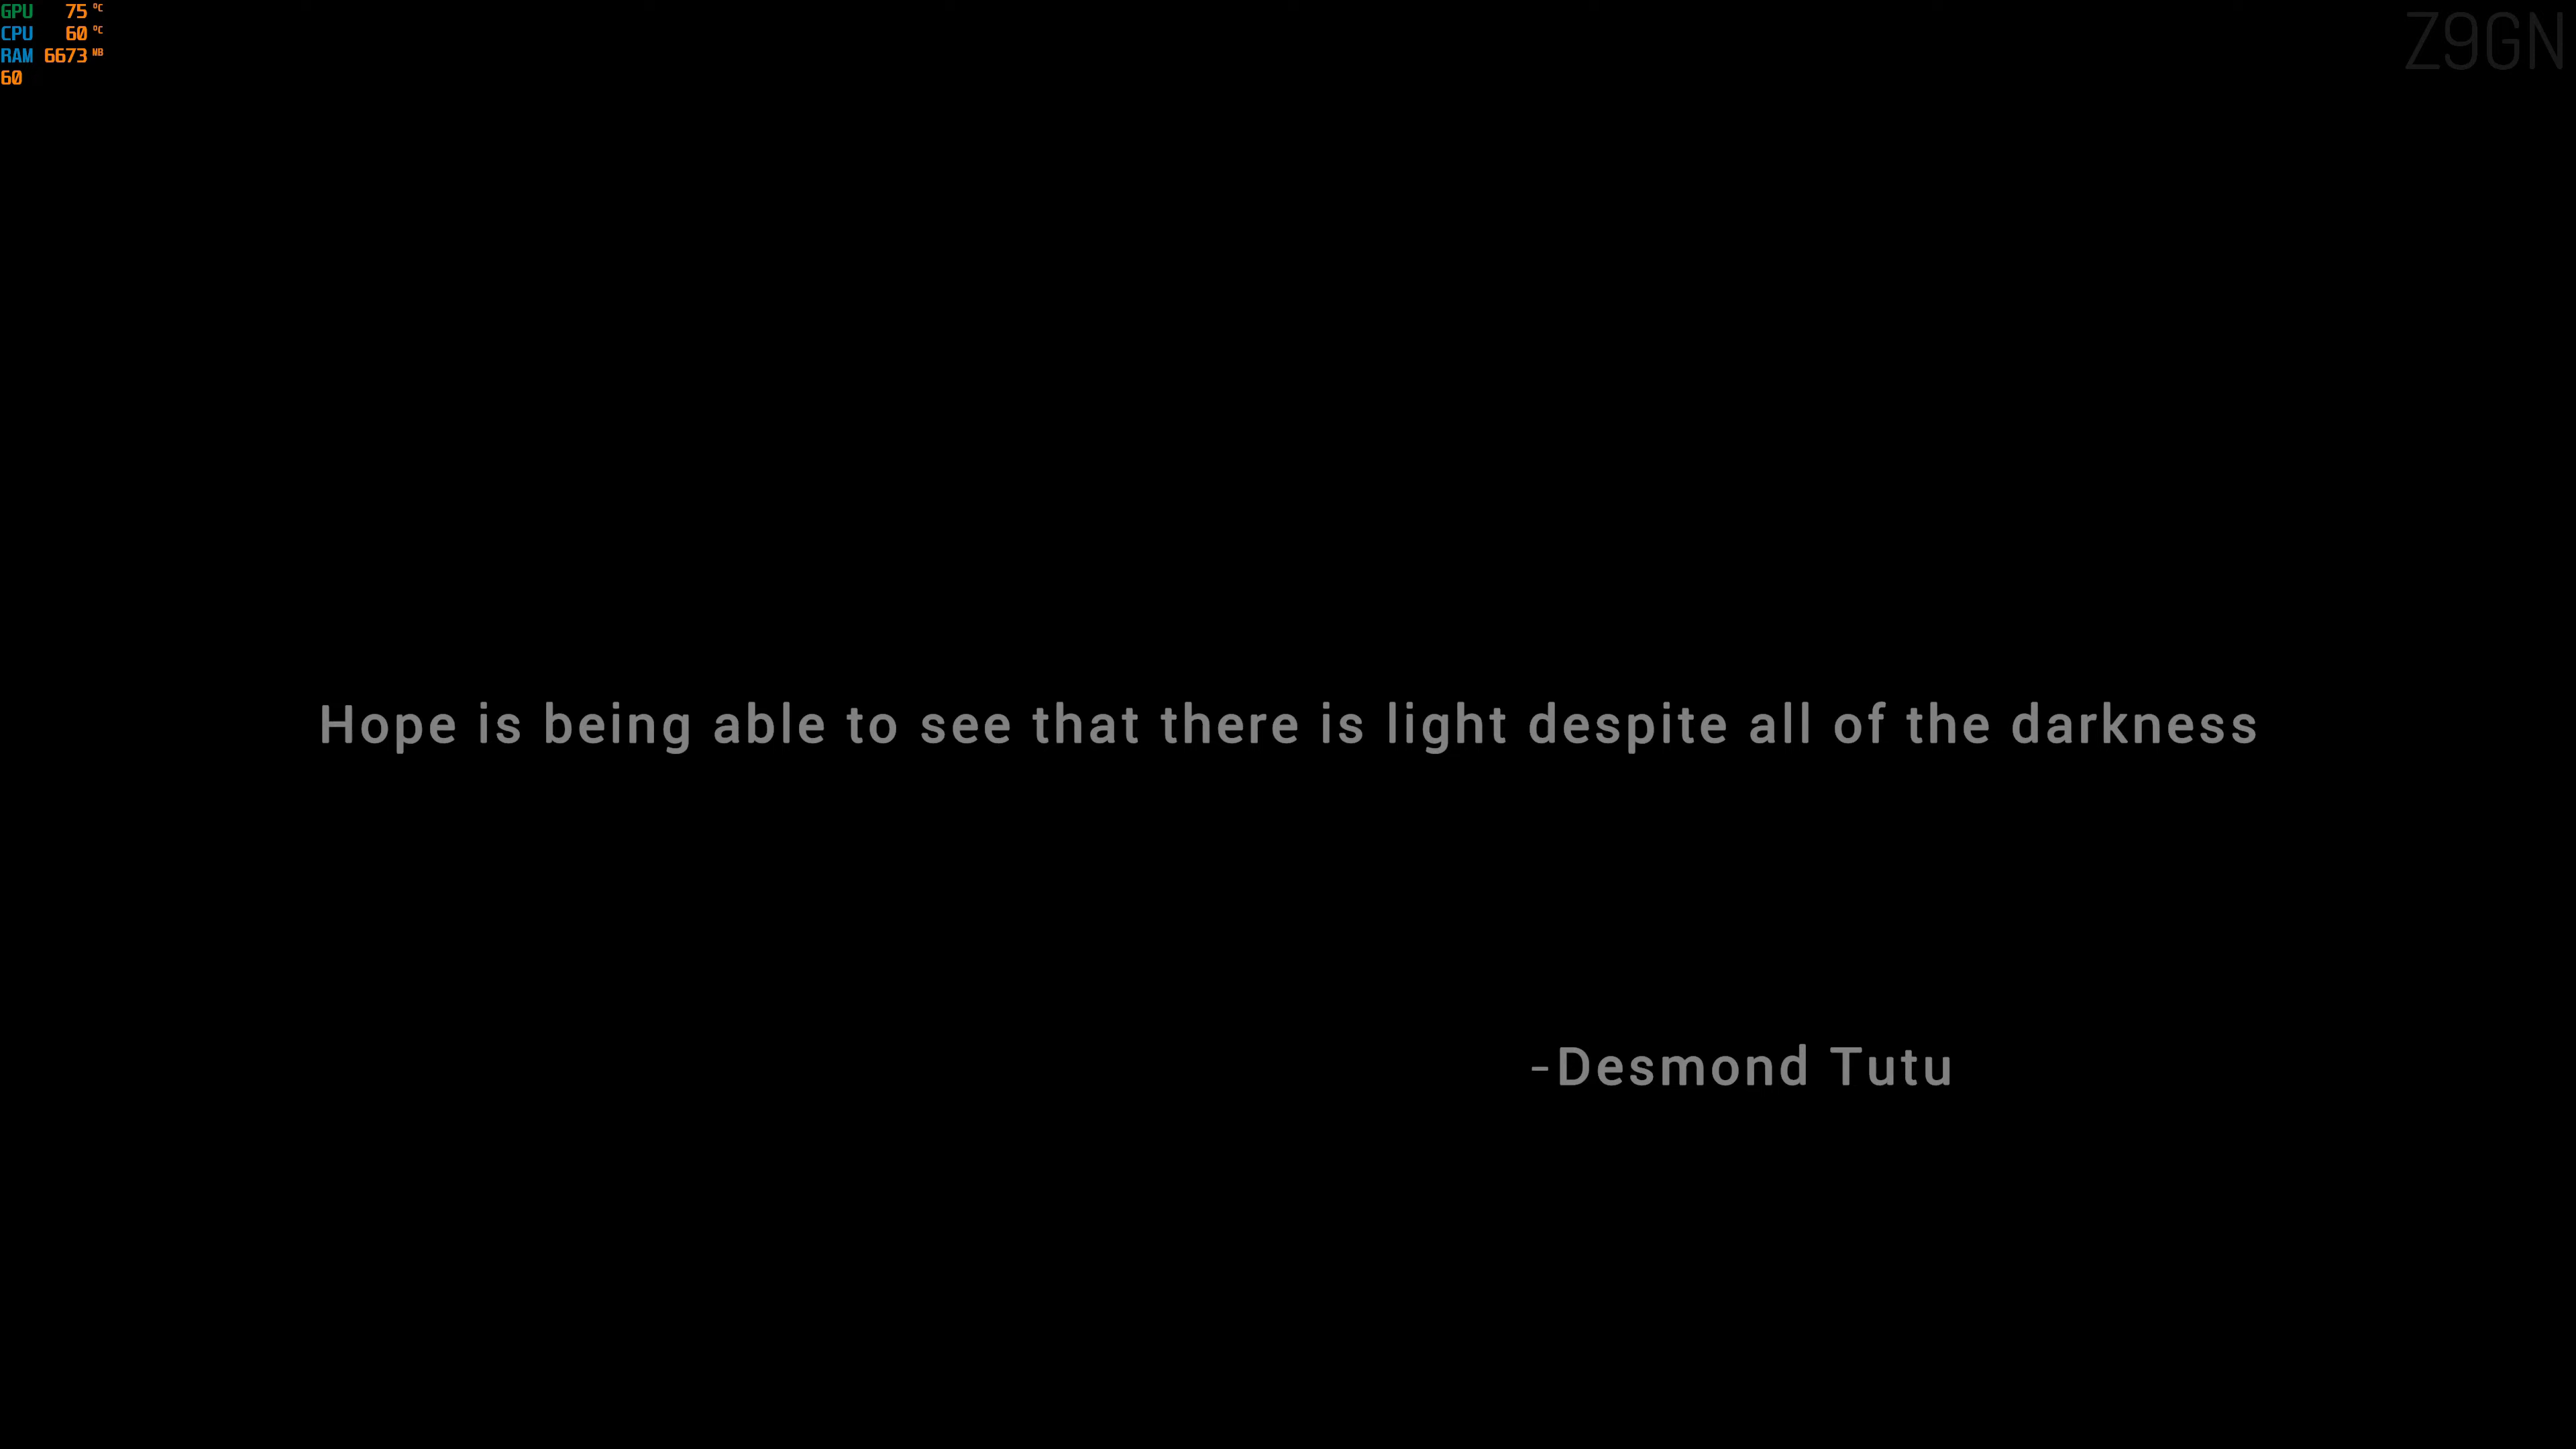 GPU 75 °C
CPU 60 °C
RAM 6673 MB
60
Z9GN
Hope is being able to see that there is light despite all of the darkness
-Desmond Tutu